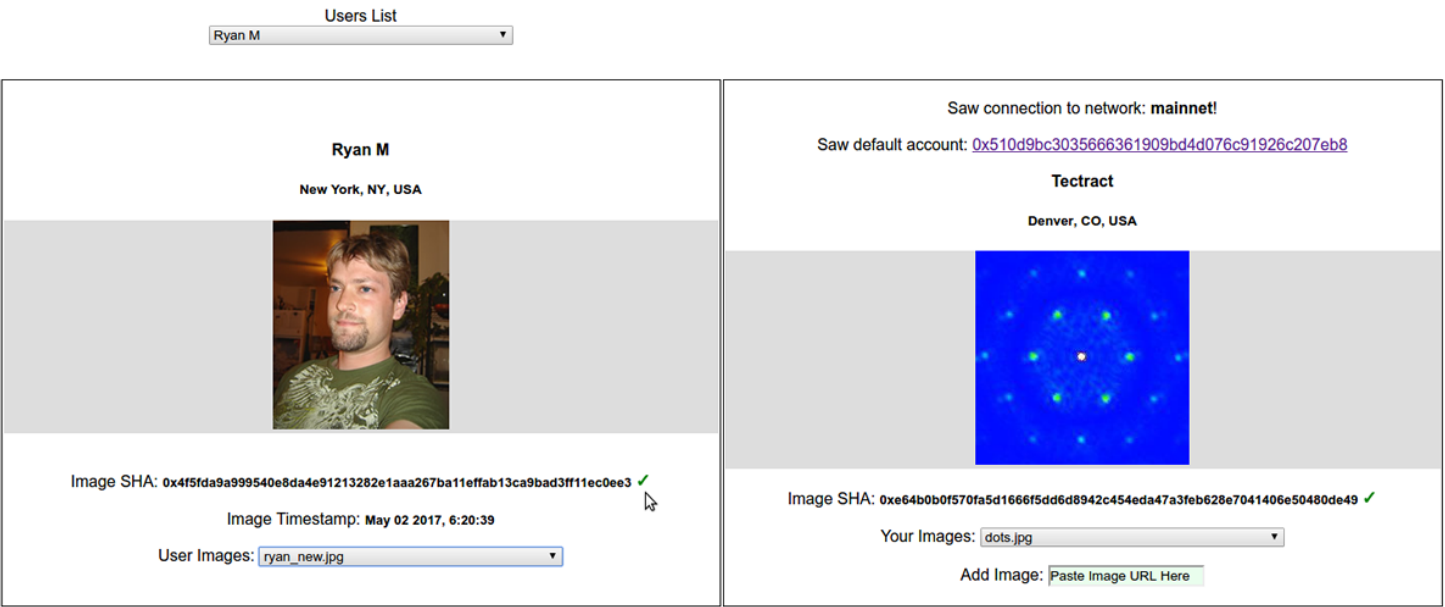 Users List
Ryan M
Ryan M
New York, NY, USA
Image SHA: 0x4f5fda9a999540e8da4e91213282e1aaa267ba11effab13ca9bad3ff11ec0ee3 ✓
Image Timestamp: May 02 2017, 6:20:39
User Images: ryan_new.jpg
Saw connection to network: mainnet!
Saw default account: 0x510d9bc3035666361909bd4d076c91926c207eb8
Tectract
Denver, CO, USA
Image SHA: 0xe64b0b0f570fa5d1666f5dd6d8942c454eda47a3feb628e7041406e50480de49 ✓
Your Images: dots.jpg
Add Image: Paste Image URL Here